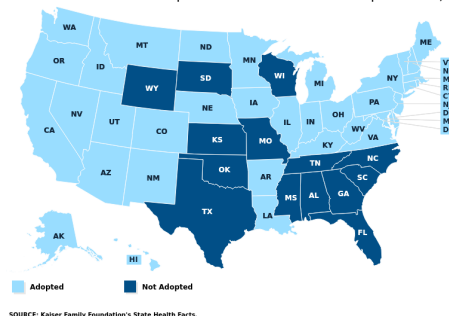 WA
ME
MT
ND
MN
OR
ID
SD
WI
NY
WY
MI
IA
PA
NE
NV
UT
IL
IN
OH
CO
WV
VA
CA
KS
MO
KY
NC
TN
OK
AR
SC
AZ
NM
MS
AL
GA
TX
LA
FL
AK
HI
Adopted
Not Adopted
SOURCE: Kaiser Family Foundation's State Health Facts.